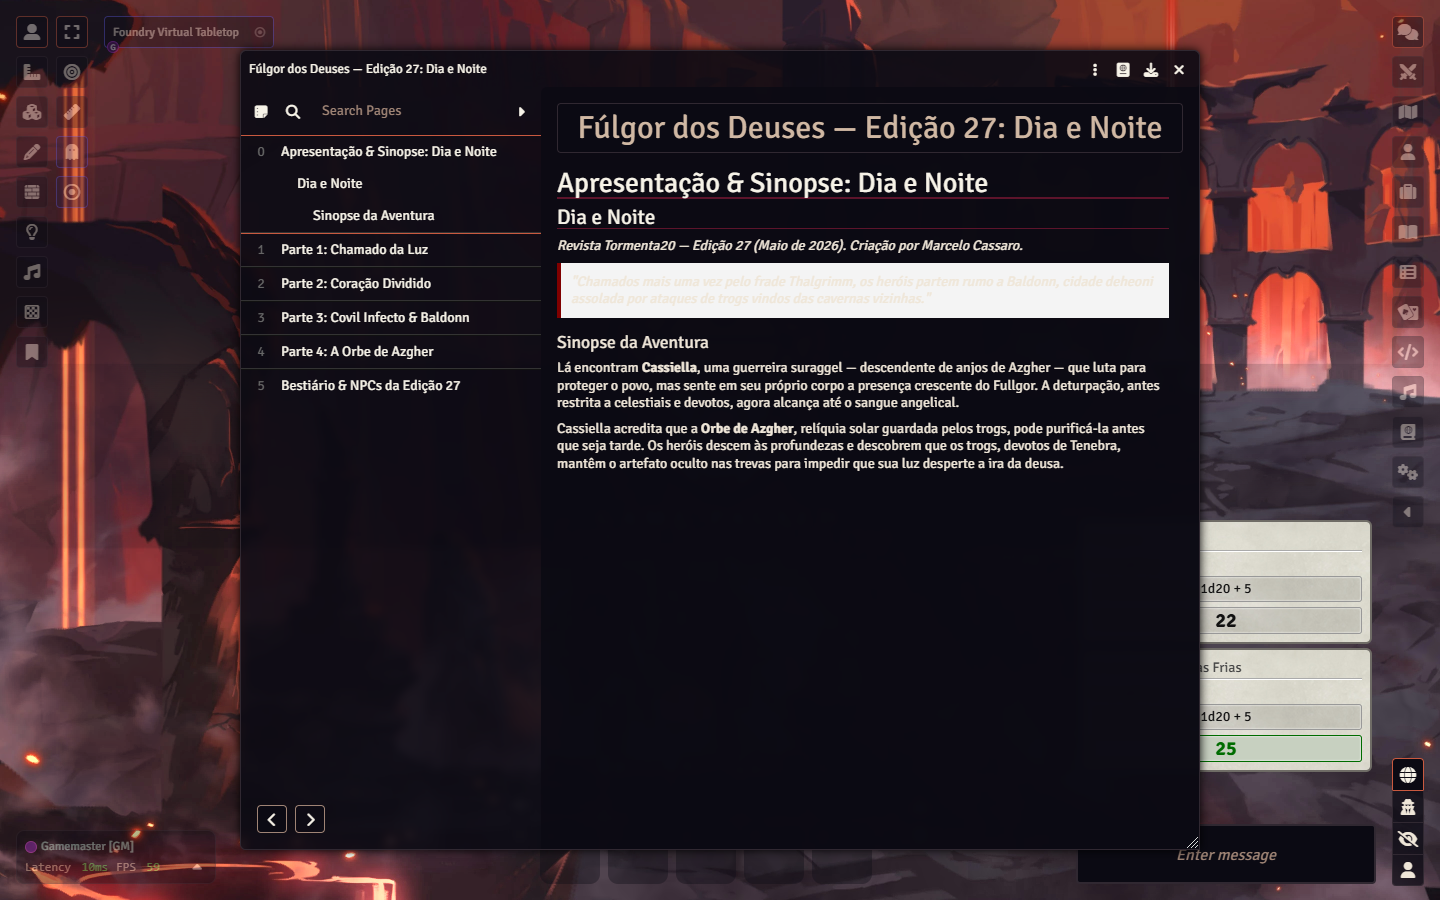 Foundry Virtual Tabletop
G
Fúlgor dos Deuses — Edição 27: Dia e Noite
Search Pages
0 Apresentação & Sinopse: Dia e Noite
Dia e Noite
Sinopse da Aventura
1 Parte 1: Chamado da Luz
2 Parte 2: Coração Dividido
3 Parte 3: Covil Infecto & Baldonn
4 Parte 4: A Orbe de Azgher
5 Bestiário & NPCs da Edição 27
Fúlgor dos Deuses — Edição 27: Dia e Noite
Apresentação & Sinopse: Dia e Noite
Dia e Noite
Revista Tormenta20 — Edição 27 (Maio de 2026). Criação por Marcelo Cassaro.
"Chamados mais uma vez pelo frade Thalgrimm, os heróis partem rumo a Baldonn, cidade deheoni
assolada por ataques de trogs vindos das cavernas vizinhas."
Sinopse da Aventura
Lá encontram Cassiella, uma guerreira suraggel — descendente de anjos de Azgher — que luta para
proteger o povo, mas sente em seu próprio corpo a presença crescente do Fullgor. A deturpação, antes
restrita a celestiais e devotos, agora alcança até o sangue angelical.
Cassiella acredita que a Orbe de Azgher, relíquia solar guardada pelos trogs, pode purificá-la antes
que seja tarde. Os heróis descem às profundezas e descobrem que os trogs, devotos de Tenebra,
mantêm o artefato oculto nas trevas para impedir que sua luz desperte a ira da deusa.
1d20 + 5
22
as Frias
1d20 + 5
25
Enter message
Gamemaster [GM]
Latency 10ms FPS 59